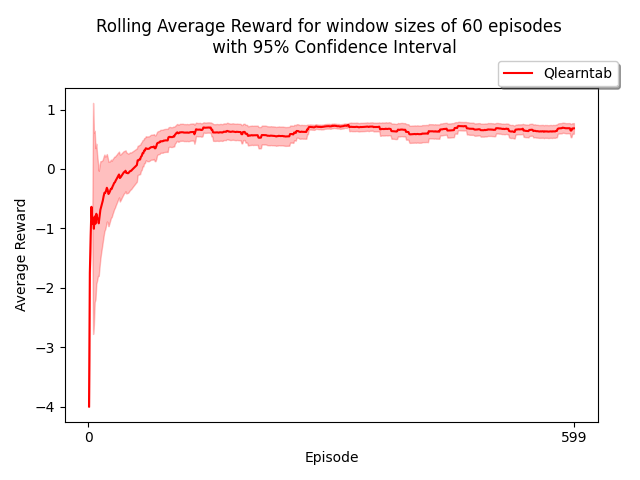 Rolling Average Reward for window sizes of 60 episodes
with 95% Confidence Interval
Qlearntab
1
0
−1
−2
−3
−4
Average Reward
0
599
Episode